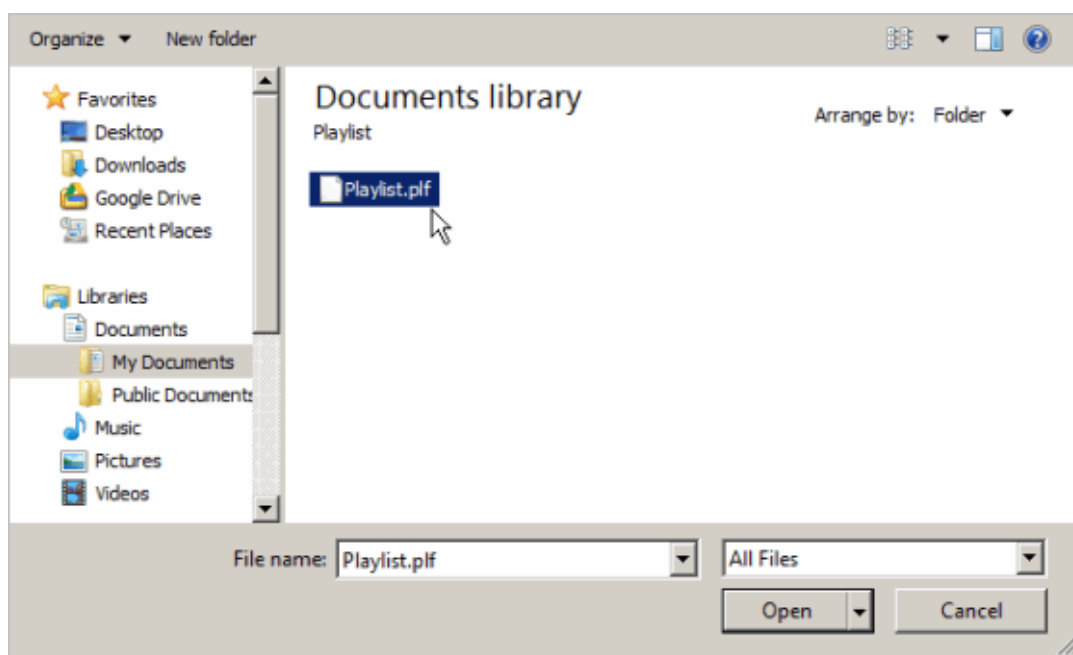 Organize New folder
Favorites
Desktop
Downloads
Google Drive
Recent Places
Libraries
Documents
My Documents
Public Documents
Music
Pictures
Videos
Documents library
Playlist
Arrange by: Folder
Playlist.plf
File name: Playlist.plf
All Files
Open Cancel